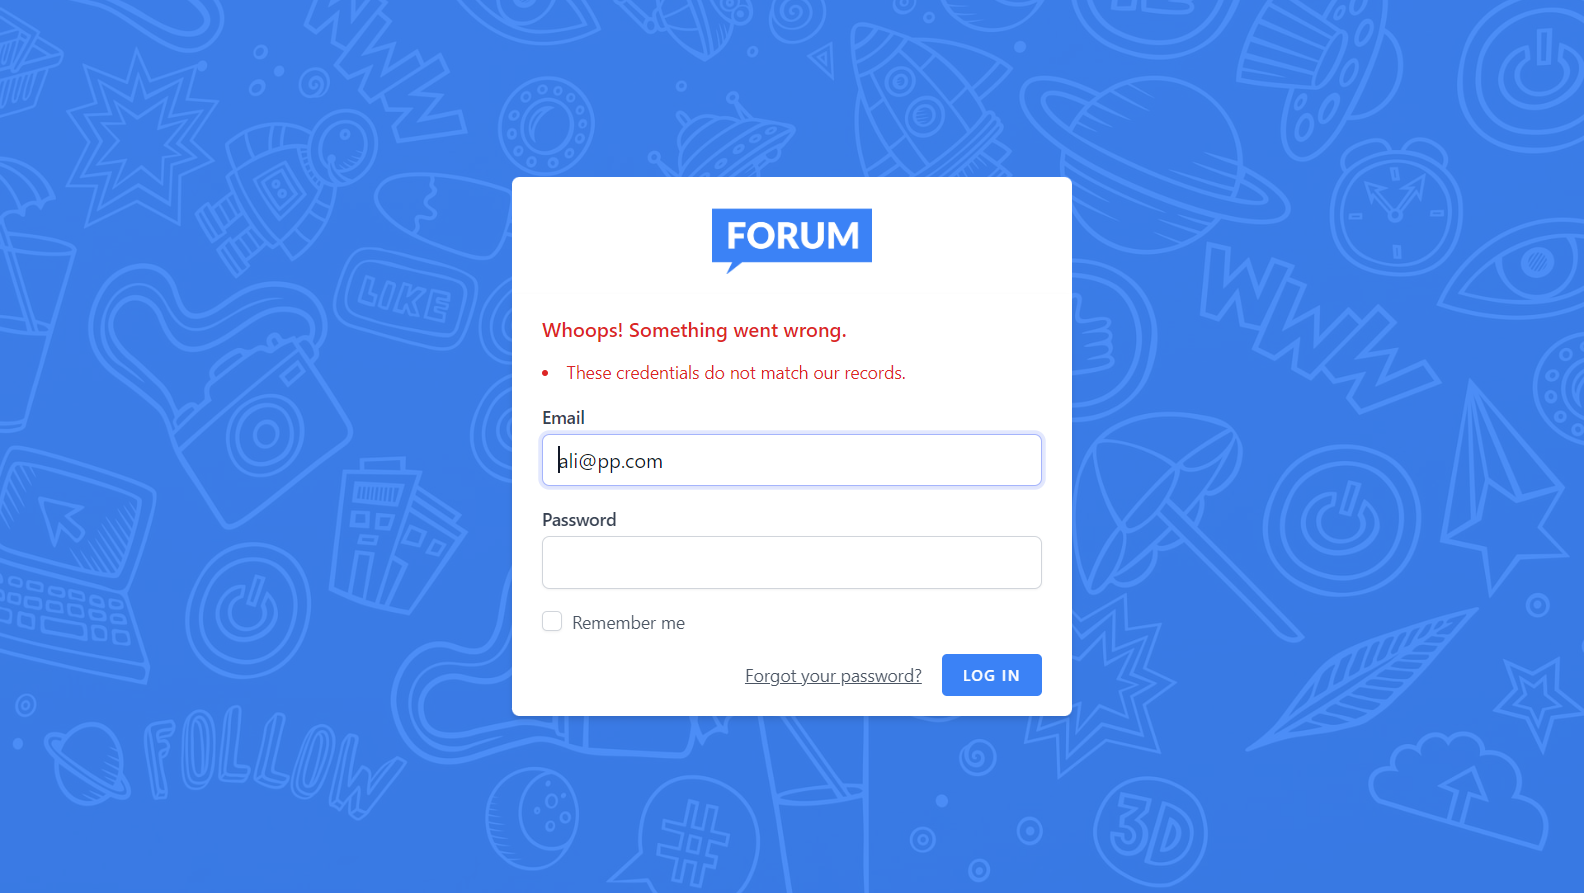 WWW
LIKE
FORUM
WWW
Whoops! Something went wrong.
These credentials do not match our records.
Email
ali@pp.com
Password
Remember me
Forgot your password?
LOG IN
FOLLOW
#
3D